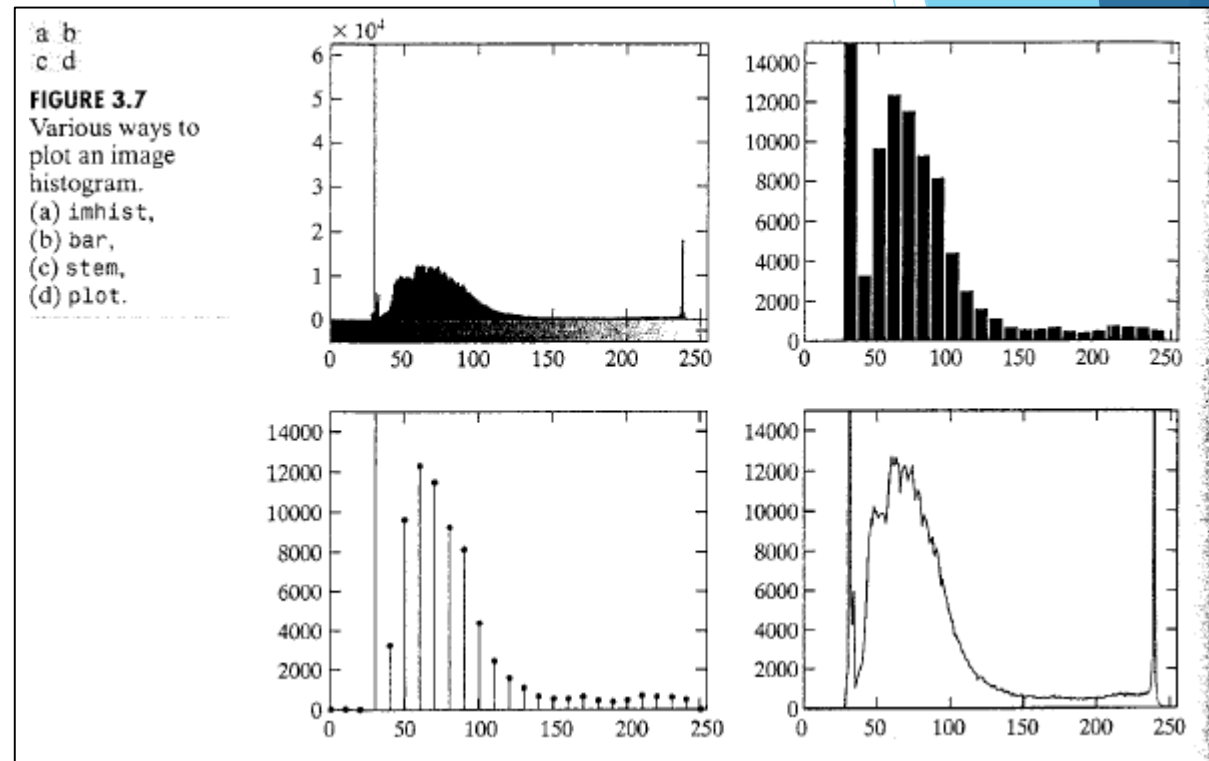 a b
c d
FIGURE 3.7
Various ways to
plot an image
histogram.
(a) imhist,
(b) bar,
(c) stem,
(d) plot.
× 10⁴
6
5
4
3
2
1
0
0 50 100 150 200 250
14000
12000
10000
8000
6000
4000
2000
0
0 50 100 150 200 250
14000
12000
10000
8000
6000
4000
2000
0
0 50 100 150 200 250
14000
12000
10000
8000
6000
4000
2000
0
0 50 100 150 200 250